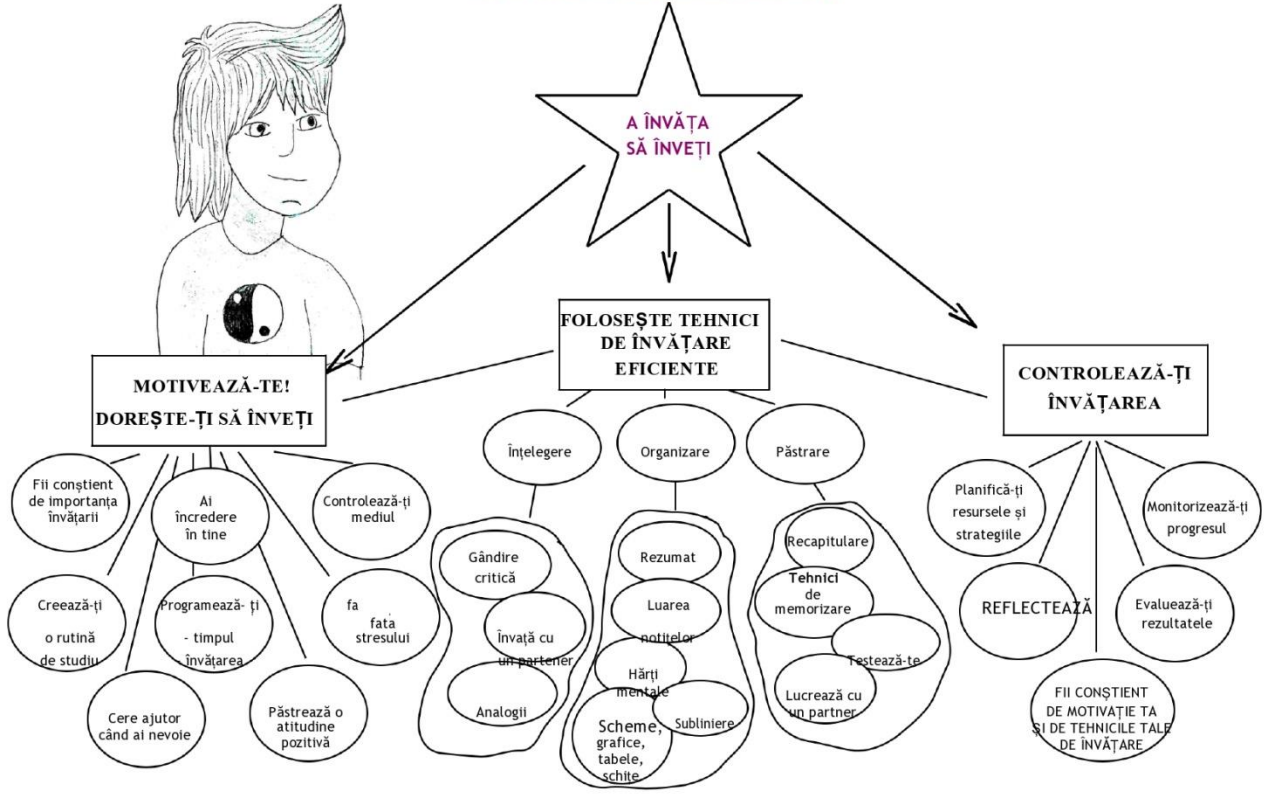 A ÎNVĂȚA
SĂ ÎNVEȚI
MOTIVEAZĂ-TE!
DOREȘTE-ȚI SĂ ÎNVEȚI
FOLOSEȘTE TEHNICI
DE ÎNVĂȚARE
EFICIENTE
CONTROLEAZĂ-ȚI
ÎNVĂȚAREA
Fii conștient
de importanța
învățarii
Ai
încredere
în tine
Controlează-ți
mediul
Creează-ți
o rutină
de studiu
Programează- ți
- timpul
- învățarea
fa
fata
stresului
Cere ajutor
când ai nevoie
Păstrează o
atitudine
pozitivă
Înțelegere
Organizare
Păstrare
Gândire
critică
Învață cu
un partener
Analogii
Rezumat
Luarea
notițelor
Hărți
mentale
Subliniere
Scheme,
grafice,
tabele,
schițe
Recapitulare
Tehnici
de
memorizare
Testează-te
Lucrează cu
un partner
Planifică-ți
resursele și
strategiile
Monitorizează-ți
progresul
REFLECTEAZĂ
Evaluează-ți
rezultatele
FII CONȘTIENT
DE MOTIVAȚIE TA
ȘI DE TEHNICILE TALE
DE ÎNVĂȚARE